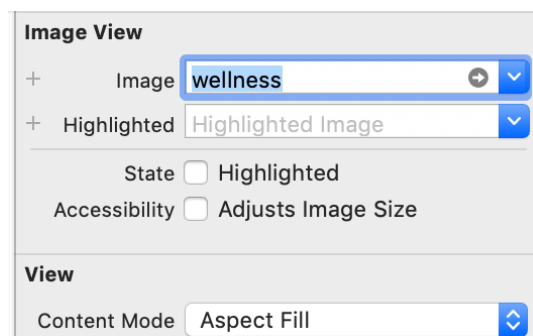 Image View
+ Image wellness
+ Highlighted Highlighted Image
State Highlighted
Accessibility Adjusts Image Size
View
Content Mode Aspect Fill